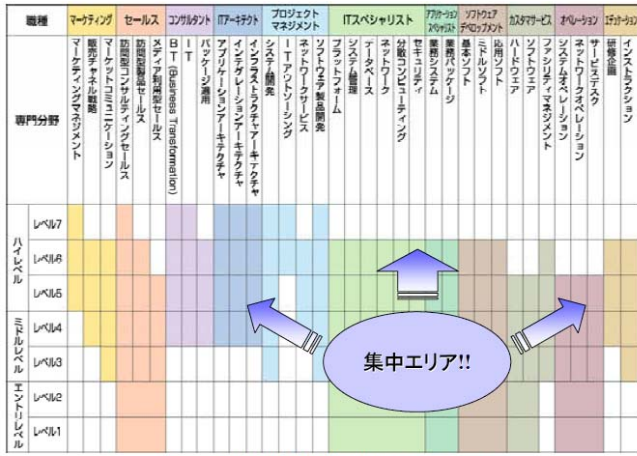 職種
マーケティング
セールス
コンサルタント
ITアーキテクト
プロジェクト
マネジメント
ITスペシャリスト
アプリケーション
スペシャリスト
ソフトウェア
デベロップメント
カスタマサービス
オペレーション
エデュケーション
専門分野
マーケティングマネジメント
販売チャネル戦略
マーケットコミュニケーション
訪問型コンサルティングセールス
訪問型製品セールス
メディア利用型セールス
BT(Business Transformation)
IT
パッケージ適用
アプリケーションアーキテクチャ
インテグレーションアーキテクチャ
インフラストラクチャアーキテクチャ
システム開発
ITアウトソーシング
ネットワークサービス
ソフトウェア製品開発
プラットフォーム
システム管理
データベース
ネットワーク
分散コンピューティング
セキュリティ
業務システム
業務パッケージ
基本ソフト
ミドルソフト
応用ソフト
ハードウェア
ソフトウェア
ファシリティマネジメント
システムオペレーション
ネットワークオペレーション
サービスデスク
研修企画
インストラクション
ハイレベル
レベル7
レベル6
レベル5
ミドルレベル
レベル4
レベル3
エントリレベル
レベル2
レベル1
集中エリア!!